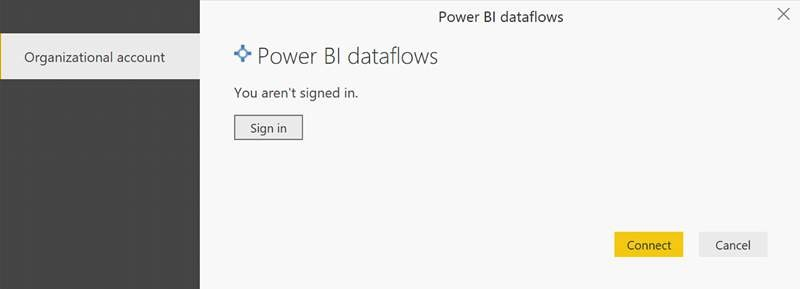 Power BI dataflows
Organizational account
Power BI dataflows
You aren't signed in.
Sign in
Connect
Cancel